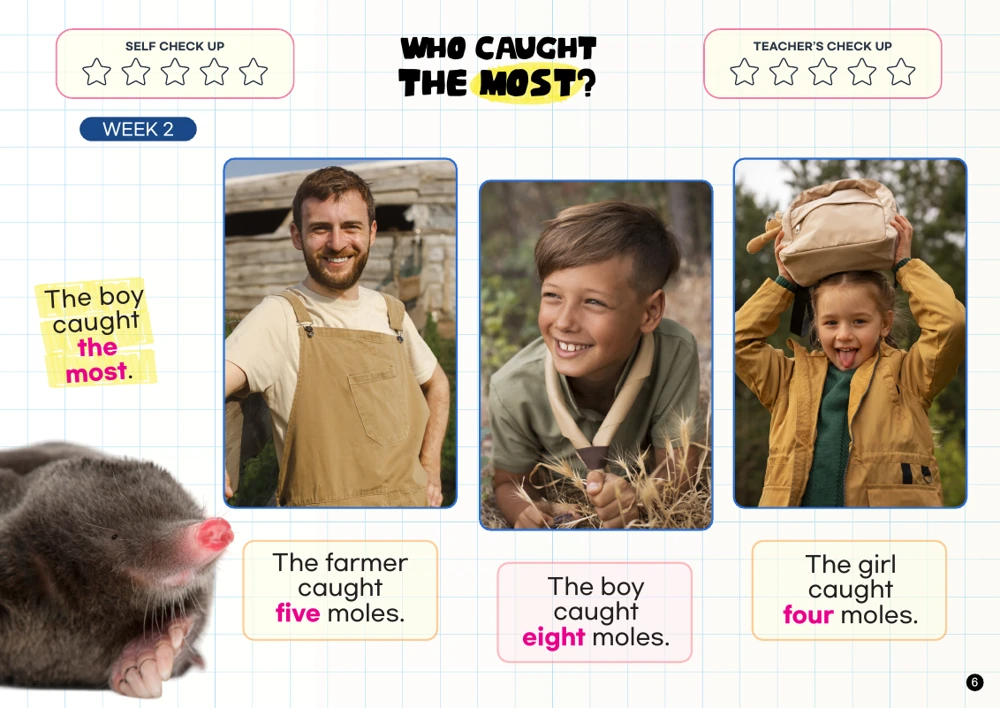 SELF CHECK UP
WHO CAUGHT
THE MOST?
TEACHER'S CHECK UP
WEEK 2
The boy
caught
the
most.
The farmer
caught
five moles.
The boy
caught
eight moles.
The girl
caught
four moles.
6